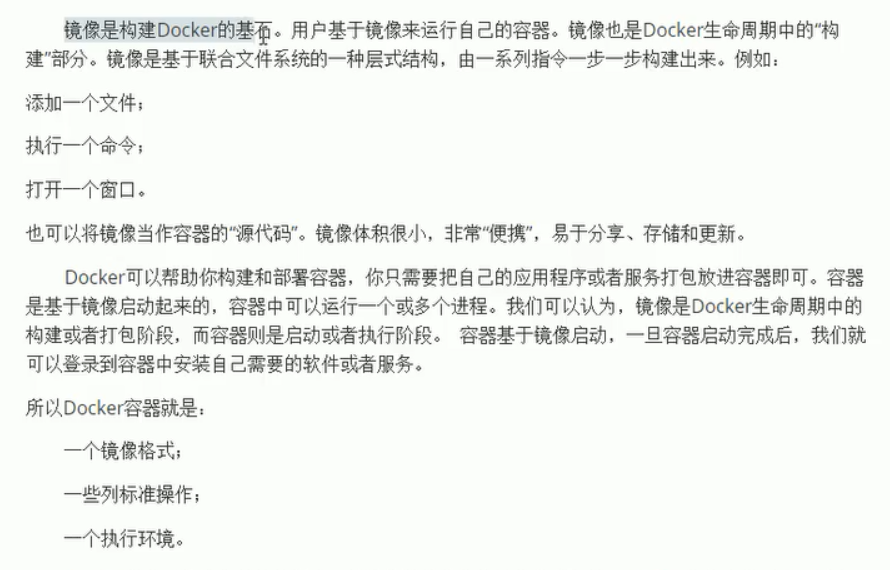 镜像是构建Docker的基石。用户基于镜像来运行自己的容器。镜像也是Docker生命周期中的“构
建”部分。镜像是基于联合文件系统的一种层式结构，由一系列指令一步一步构建出来。例如：
添加一个文件；
执行一个命令；
打开一个窗口。
也可以将镜像当作容器的“源代码”。镜像体积很小，非常“便携”，易于分享、存储和更新。
Docker可以帮助你构建和部署容器，你只需要把自己的应用程序或者服务打包放进容器即可。容器
是基于镜像启动起来的，容器中可以运行一个或多个进程。我们可以认为，镜像是Docker生命周期中的
构建或者打包阶段，而容器则是启动或者执行阶段。 容器基于镜像启动，一旦容器启动完成后，我们就
可以登录到容器中安装自己需要的软件或者服务。
所以Docker容器就是：
一个镜像格式；
一些列标准操作；
一个执行环境。